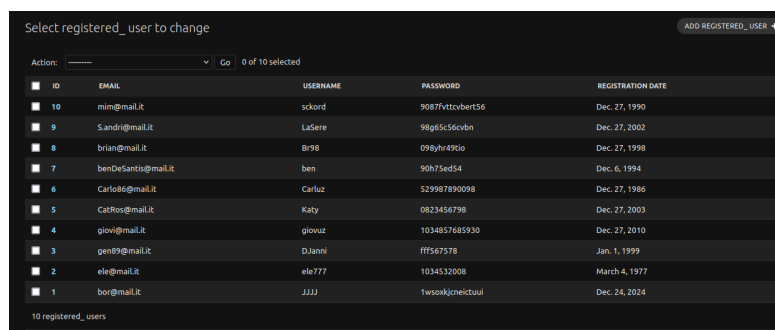 Select registered_ user to change
ADD REGISTERED_ USER +
Action: --------- Go 0 of 10 selected
ID EMAIL USERNAME PASSWORD REGISTRATION DATE
10 mim@mail.it sckord 9087fvttcvbert56 Dec. 27, 1990
9 S.andri@mail.it LaSere 98g65c56cvbn Dec. 27, 2002
8 brian@mail.it Br98 098yhr49tio Dec. 27, 1998
7 benDeSantis@mail.it ben 90h75ed54 Dec. 6, 1994
6 Carlo86@mail.it Carluz 529987890098 Dec. 27, 1986
5 CatRos@mail.it Katy 0823456798 Dec. 27, 2003
4 giovi@mail.it giovuz 1034857685930 Dec. 27, 2010
3 gen89@mail.it DJanni fff567578 Jan. 1, 1999
2 ele@mail.it ele777 1034532008 March 4, 1977
1 bor@mail.it JJJJ 1wsoxkjcneictuui Dec. 24, 2024
10 registered_ users